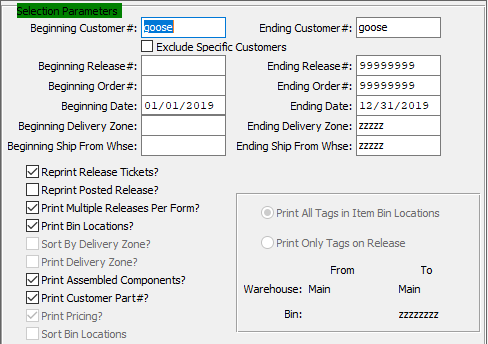 Selection Parameters
Beginning Customer#: goose Ending Customer#: goose
Exclude Specific Customers
Beginning Release#: Ending Release#: 99999999
Beginning Order#: Ending Order#: 99999999
Beginning Date: 01/01/2019 Ending Date: 12/31/2019
Beginning Delivery Zone: Ending Delivery Zone: zzzzz
Beginning Ship From Whse: Ending Ship From Whse: zzzzz
Reprint Release Tickets?
Reprint Posted Release?
Print Multiple Releases Per Form?
Print All Tags in Item Bin Locations
Print Bin Locations?
Sort By Delivery Zone?
Print Only Tags on Release
Print Delivery Zone?
From To
Print Assembled Components?
Warehouse: Main Main
Print Customer Part#?
Print Pricing?
Bin: zzzzzzzz
Sort Bin Locations